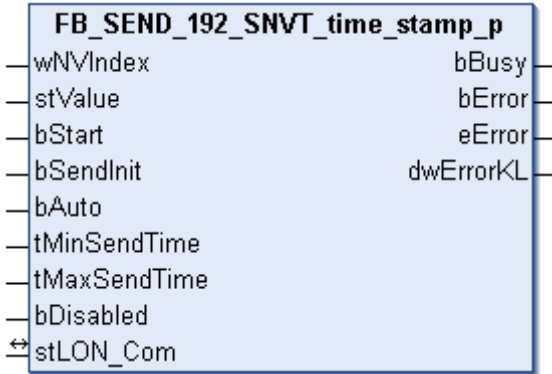 FB_SEND_192_SNVT_time_stamp_p
wNVIndex bBusy
stValue bError
bStart eError
bSendInit dwErrorKL
bAuto
tMinSendTime
tMaxSendTime
bDisabled
stLON_Com